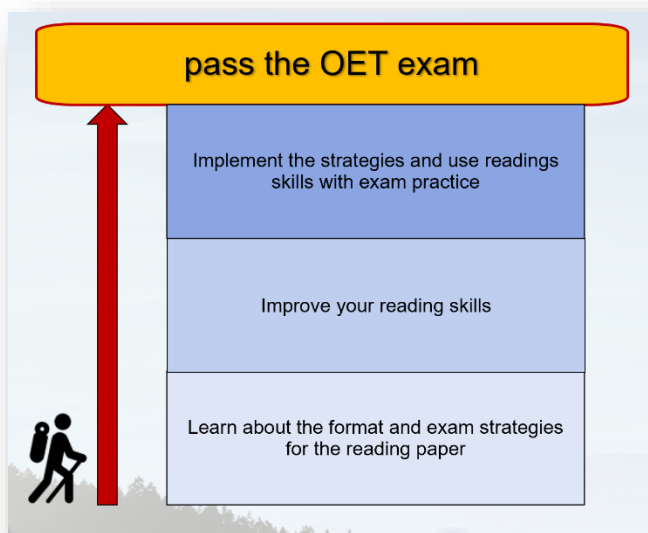 pass the OET exam
Implement the strategies and use readings
skills with exam practice
Improve your reading skills
Learn about the format and exam strategies
for the reading paper